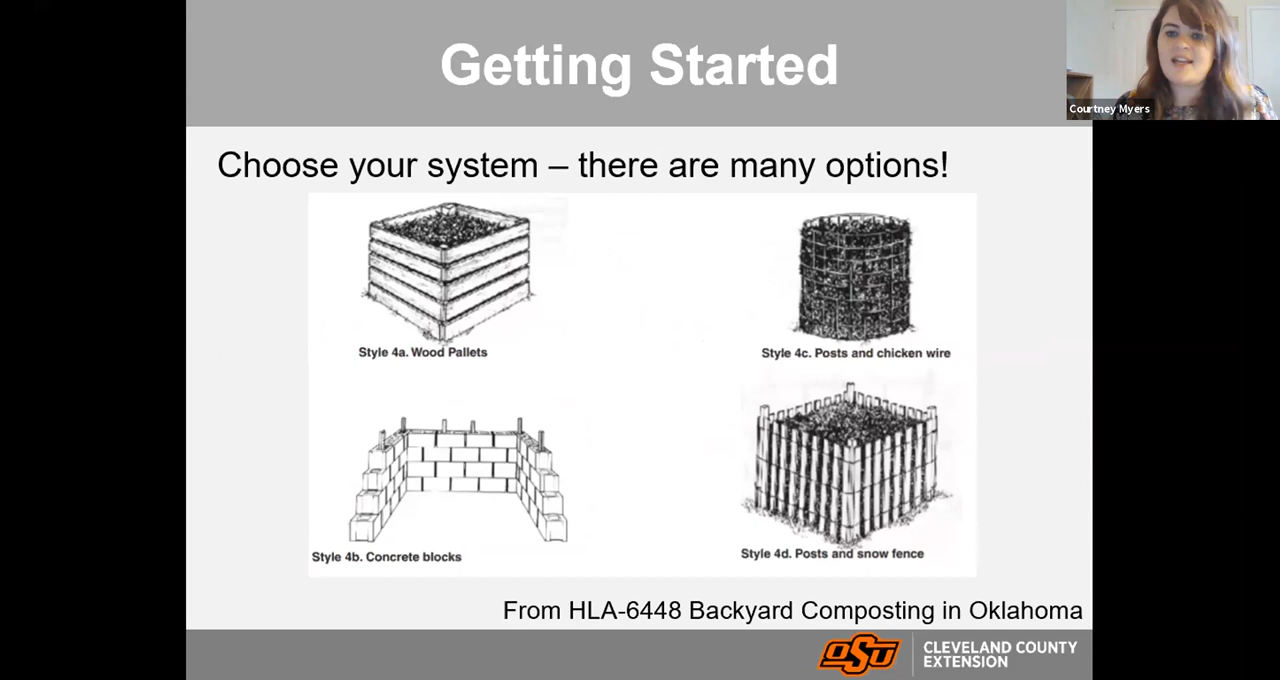 Getting Started
Courtney Myers
Choose your system – there are many options!
Style 4a. Wood Pallets
Style 4c. Posts and chicken wire
Style 4b. Concrete blocks
Style 4d. Posts and snow fence
From HLA-6448 Backyard Composting in Oklahoma
OSU
CLEVELAND COUNTY
EXTENSION